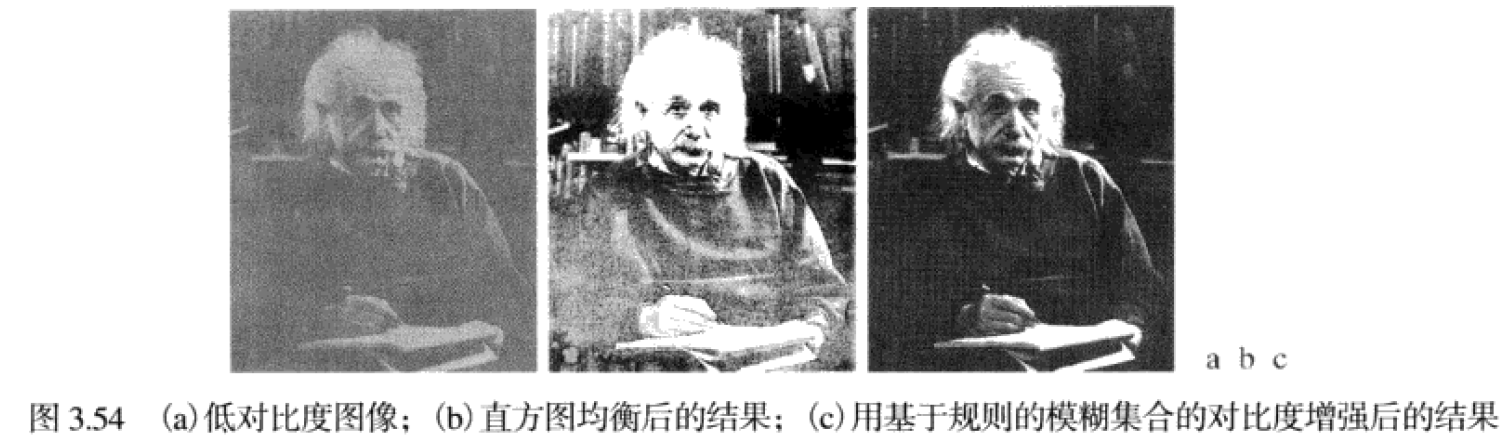 a b c
图 3.54 (a)低对比度图像；(b)直方图均衡后的结果；(c)用基于规则的模糊集合的对比度增强后的结果